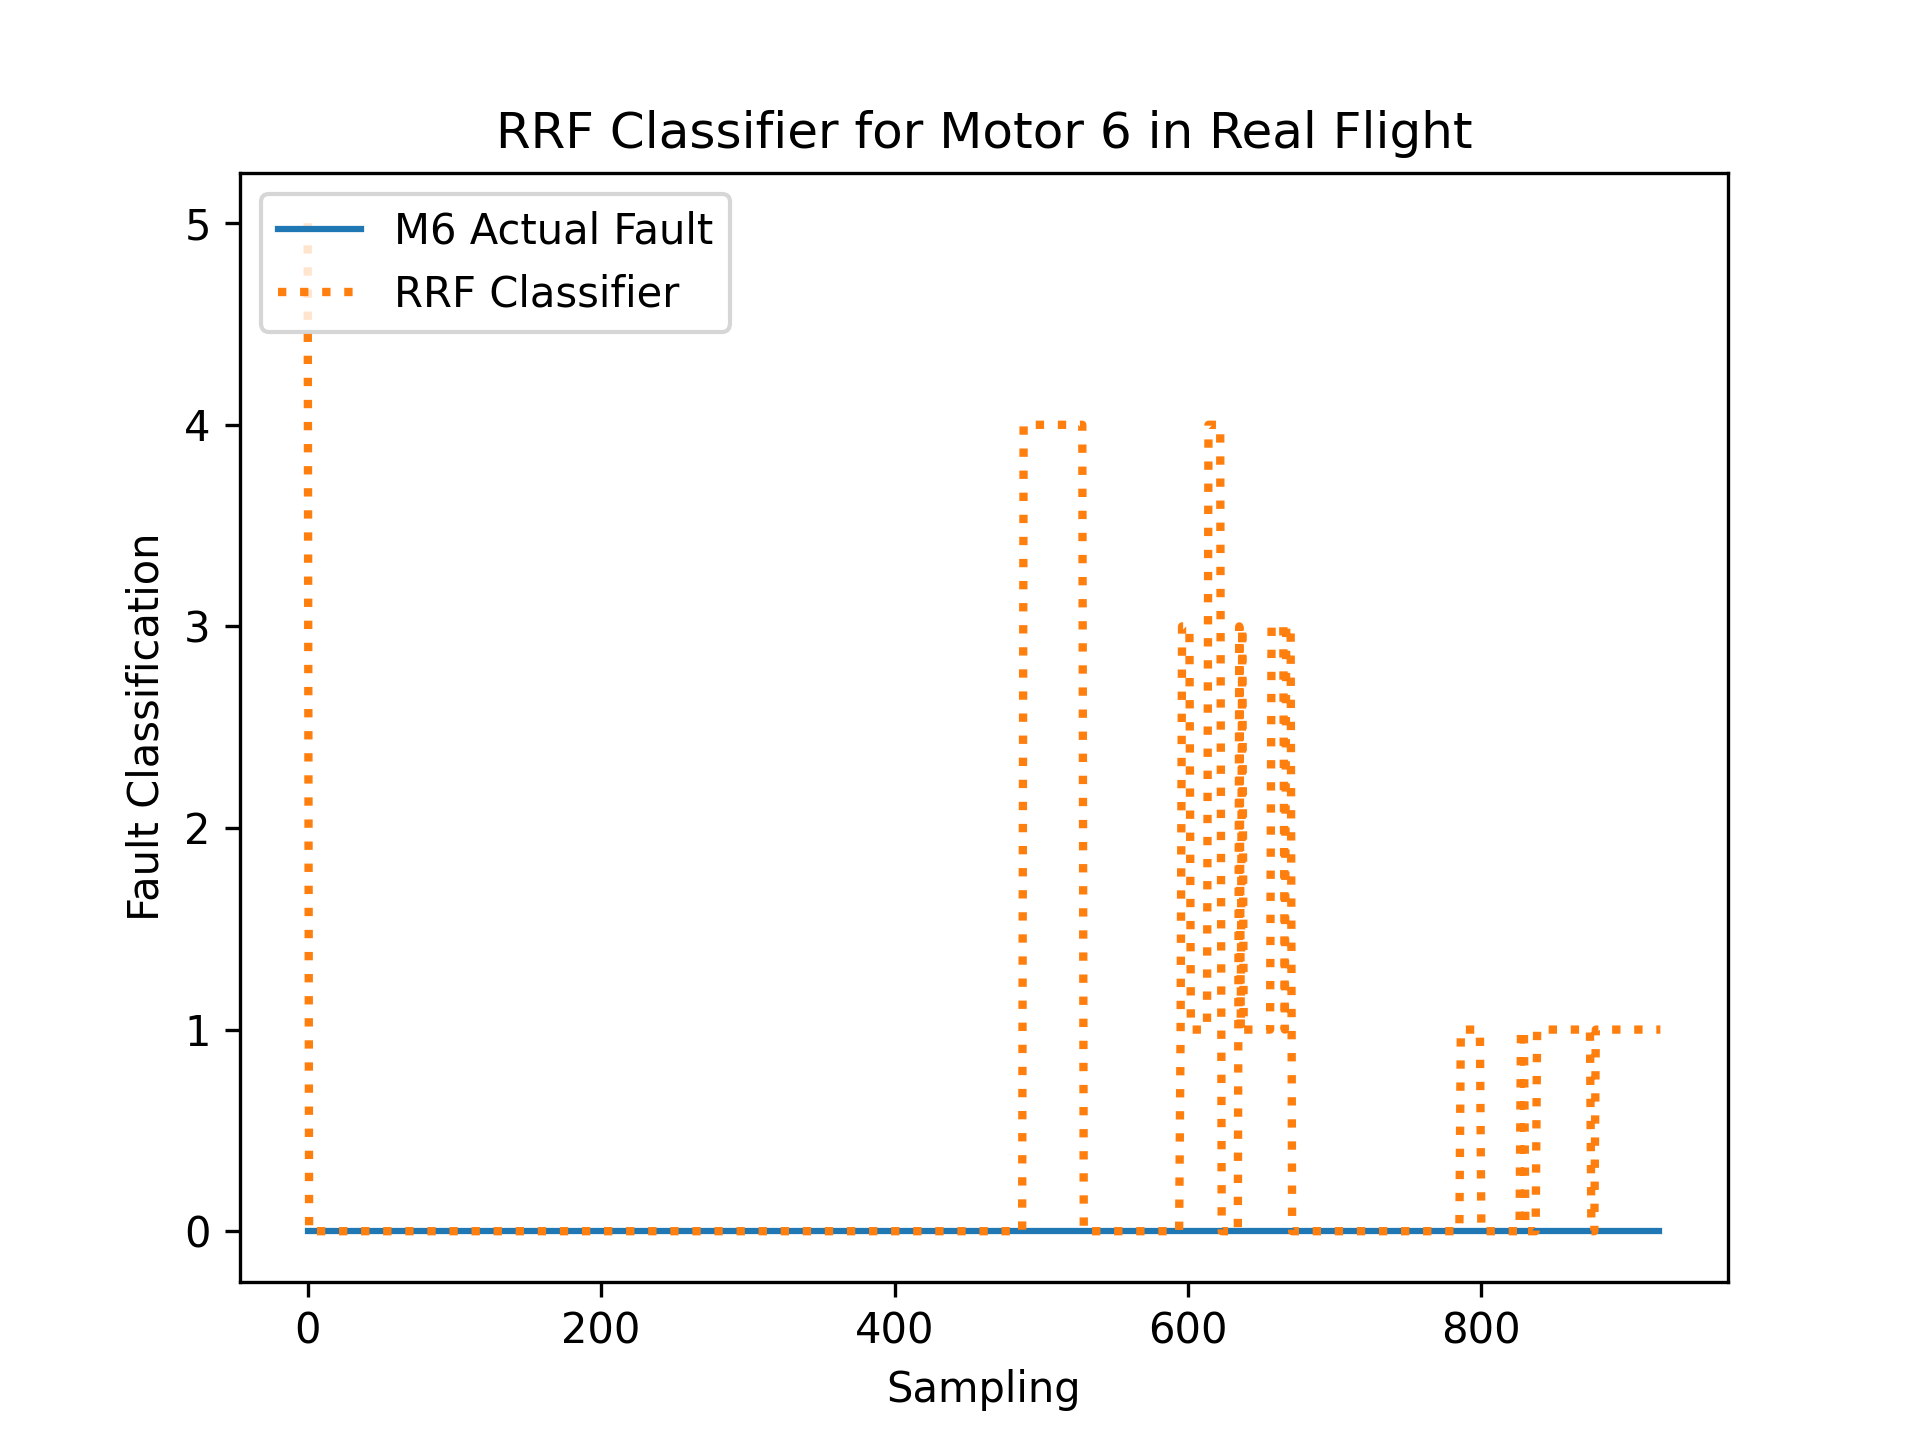 RRF Classifier for Motor 6 in Real Flight
M6 Actual Fault
RRF Classifier
Fault Classification
5
4
3
2
1
0
0 200 400 600 800
Sampling